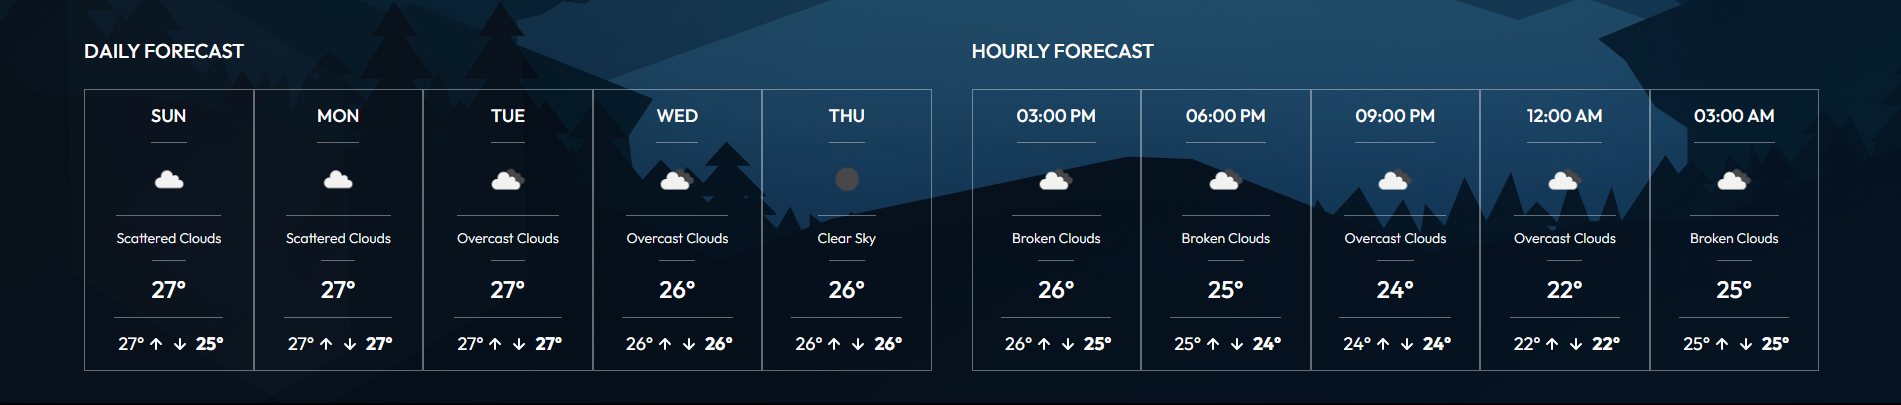 DAILY FORECAST
SUN MON TUE WED THU
Scattered Clouds Scattered Clouds Overcast Clouds Overcast Clouds Clear Sky
27° 27° 27° 26° 26°
27° ↑ ↓ 25° 27° ↑ ↓ 27° 27° ↑ ↓ 27° 26° ↑ ↓ 26° 26° ↑ ↓ 26°
HOURLY FORECAST
03:00 PM 06:00 PM 09:00 PM 12:00 AM 03:00 AM
Broken Clouds Broken Clouds Overcast Clouds Overcast Clouds Broken Clouds
26° 25° 24° 22° 25°
26° ↑ ↓ 25° 25° ↑ ↓ 24° 24° ↑ ↓ 24° 22° ↑ ↓ 22° 25° ↑ ↓ 25°